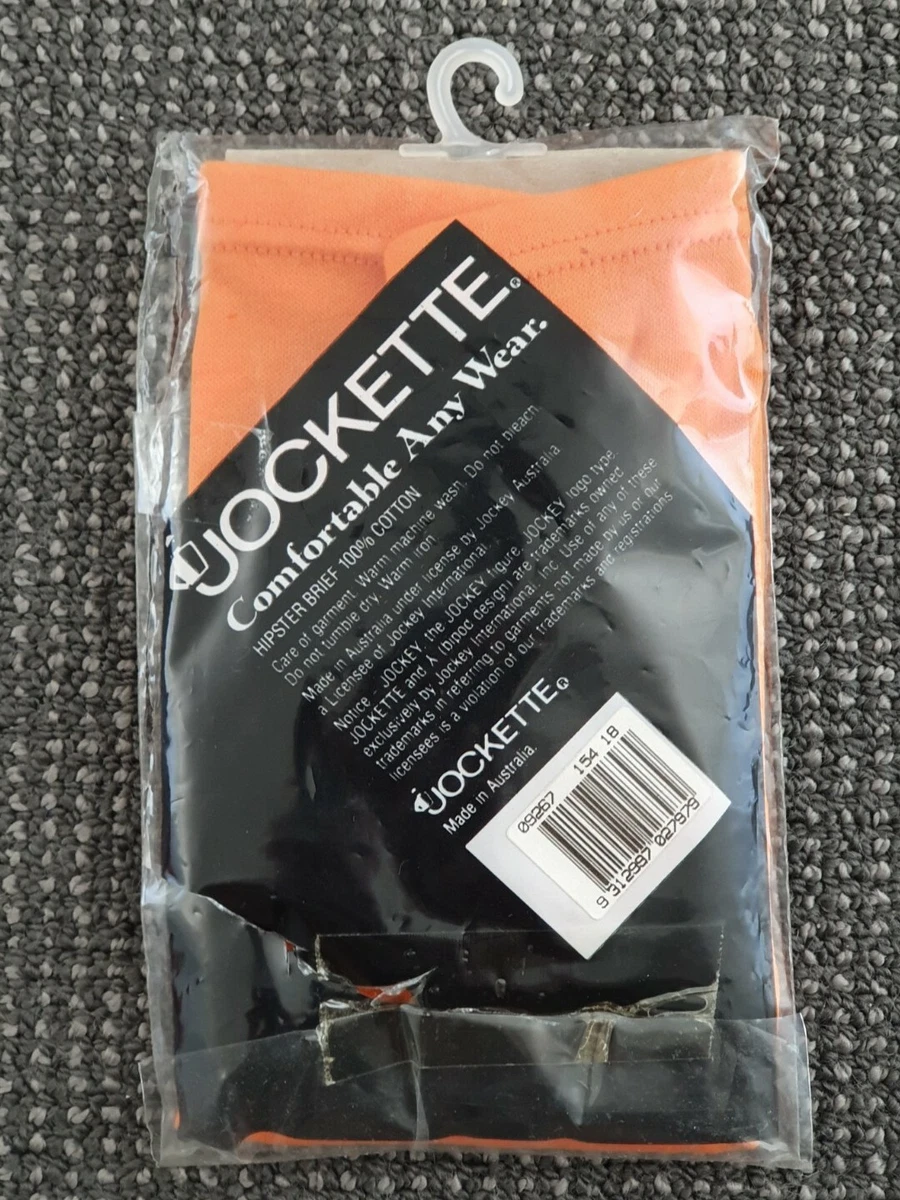 JOCKETTE®
Comfortable Any Wear.
HIPSTER BRIEF 100% COTTON
Care of garment. Warm machine wash. Do not bleach.
Do not tumble dry. Warm iron.
Made in Australia under license by Jockey Australia
a Licensee of Jockey International.
Notice - JOCKEY, the JOCKEY figure, JOCKEY logo type,
JOCKETTE and (bipod design) are trademarks owned
exclusively by Jockey International, Inc. Use of any of these
trademarks in referring to garments not made by us or our
licensees is a violation of our trademarks and registrations
JOCKETTE®
Made in Australia.
09267 154 18
9 312997 027979